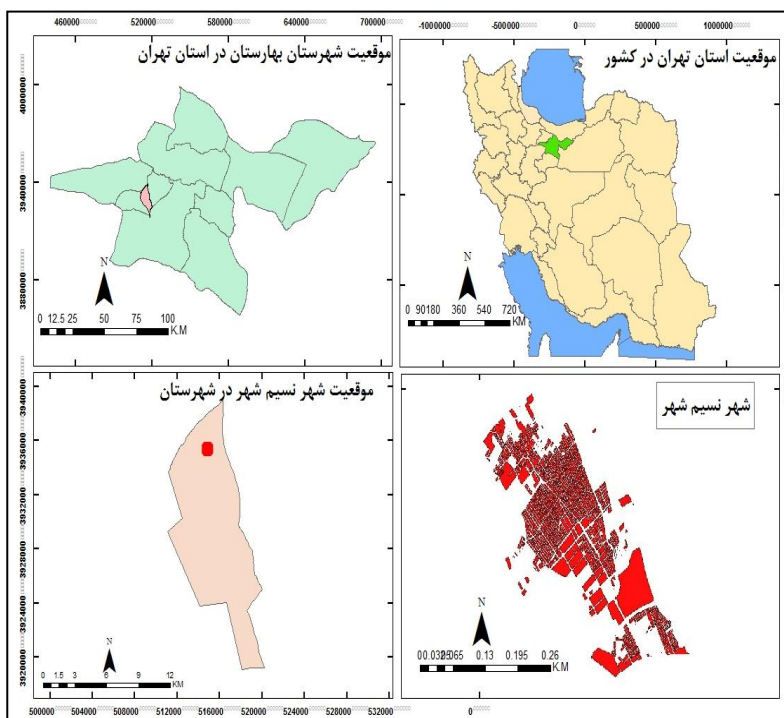 460000 520000 580000 640000 700000
-1000000 -500000 0 500000 1000000
موقعیت شهرستان بهارستان در استان تهران
موقعیت استان تهران در کشور
4000000
3940000
3880000
N
0 12.5 25 50 75 100
K.M
N
0 90180 360 540 720
KM
موقعیت شهر نسیم شهر در شهرستان
شهر نسیم شهر
3940000
3936000
3932000
3928000
3924000
3920000
N
0 1.5 3 6 9 12
KM
N
0.13 0.195 0.26
K.M
500000 504000 508000 512000 516000 520000 524000 528000 532000
0